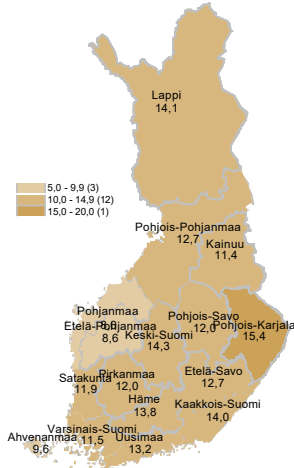 Lappi
14,1
5,0 - 9,9 (3)
10,0 - 14,9 (12)
15,0 - 20,0 (1)
Pohjois-Pohjanmaa
12,7
Kainuu
11,4
Pohjanmaa
Etelä-Pohjanmaa
8,6
Keski-Suomi
14,3
Pohjois-Savo
12,0
Pohjois-Karjala
15,4
Satakunta
11,9
Pirkanmaa
12,0
Etelä-Savo
12,7
Häme
13,8
Kaakkois-Suomi
14,0
Varsinais-Suomi
11,5
Uusimaa
13,2
Ahvenanmaa
9,6